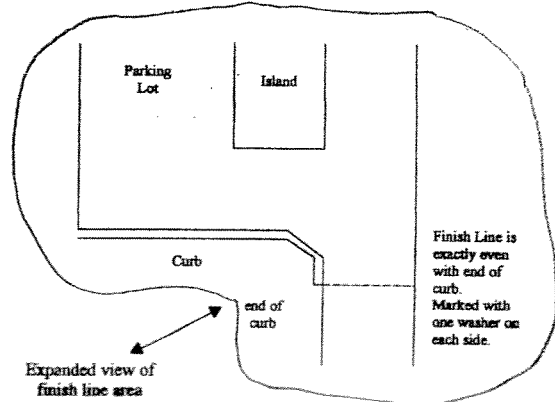 Parking
Lot
Island
Curb
Finish Line is
exactly even
with end of
curb.
Marked with
one washer on
each side.
end of
curb
Expanded view of
finish line area